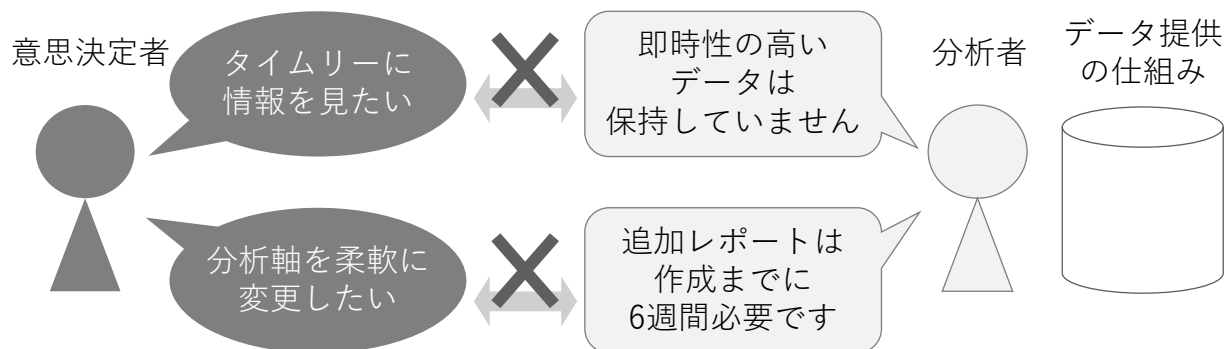 意思決定者
タイムリーに
情報を見たい
即時性の高い
データは
保持していません
分析者
データ提供
の仕組み
分析軸を柔軟に
変更したい
追加レポートは
作成までに
6週間必要です